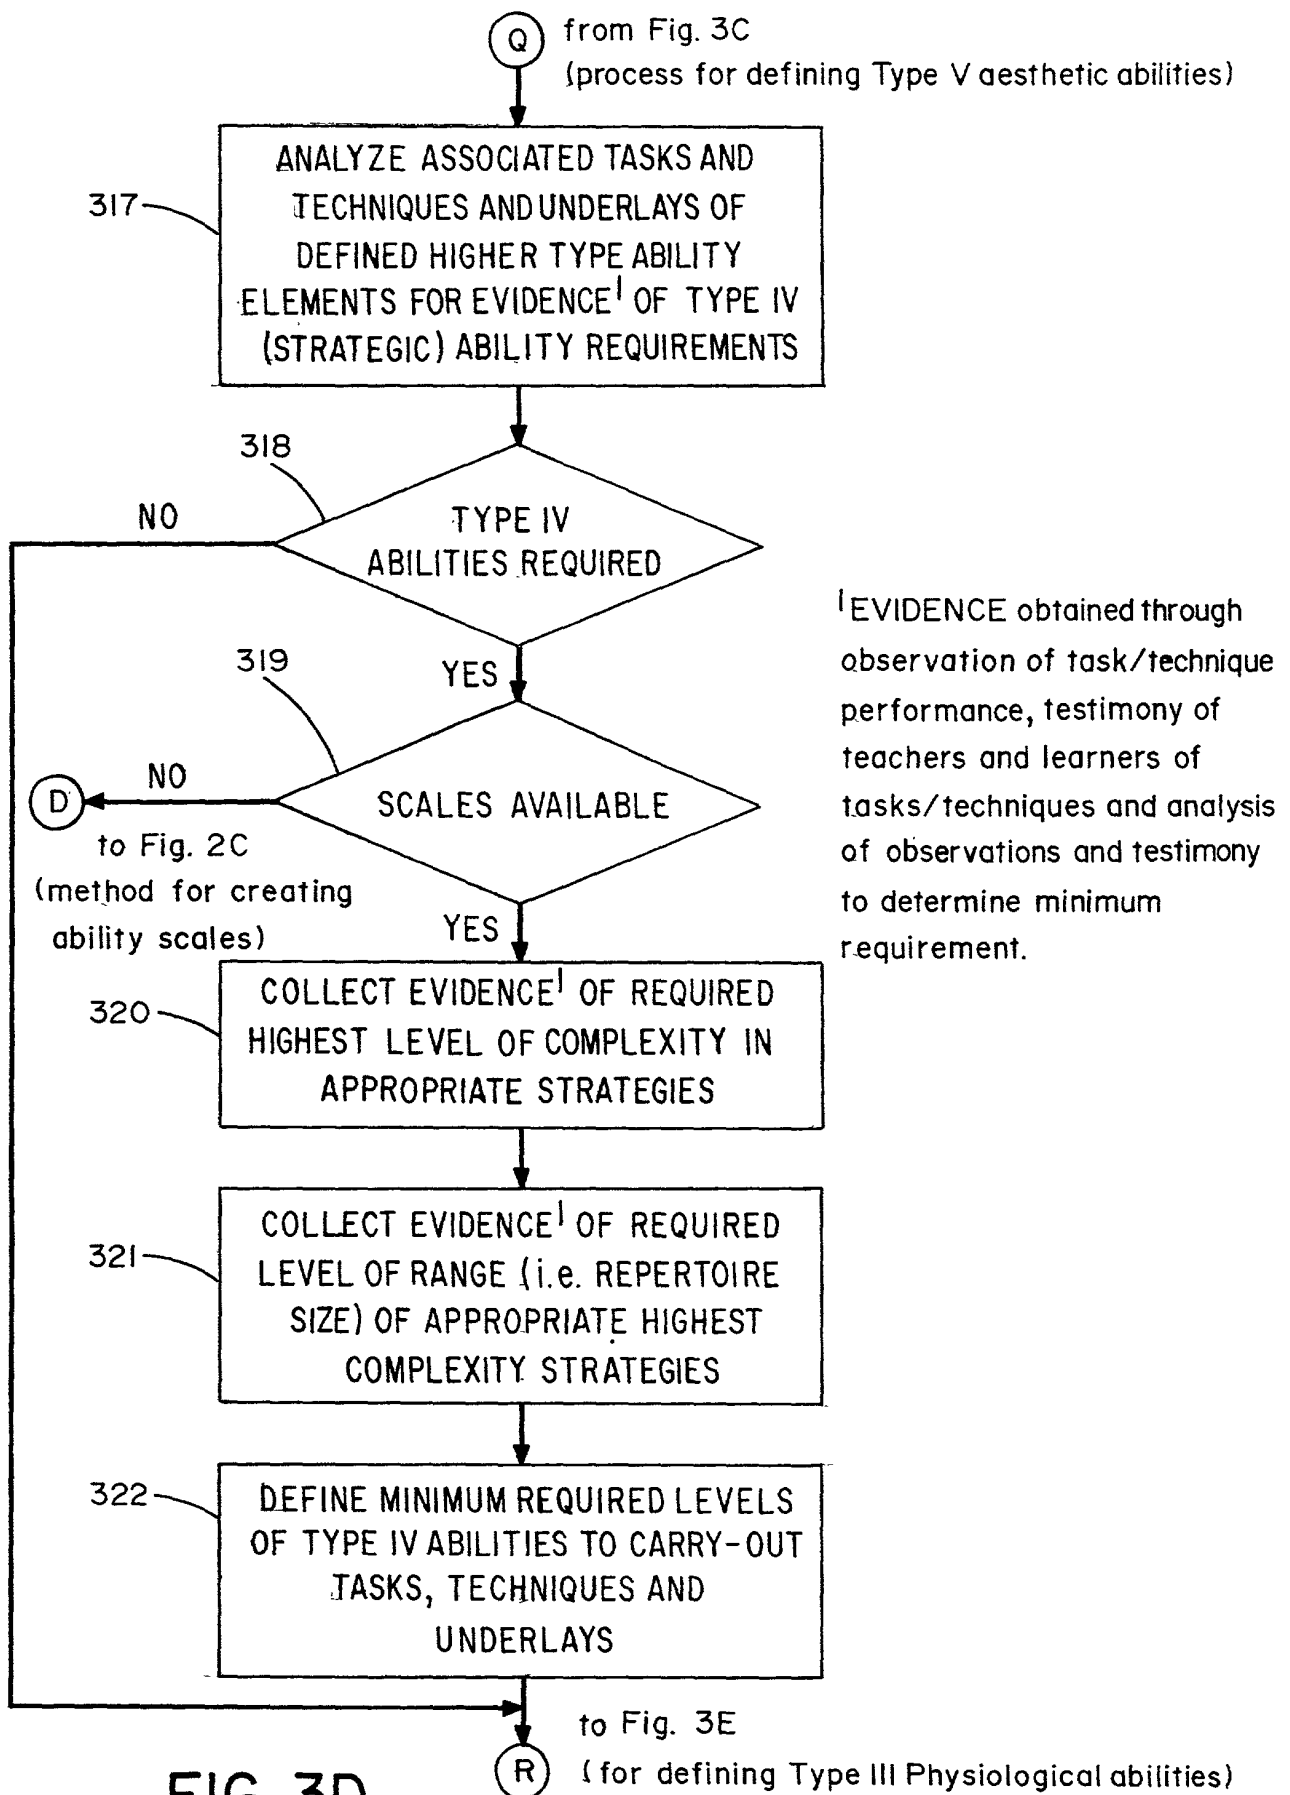 Q
from Fig. 3C
(process for defining Type V aesthetic abilities)
317
ANALYZE ASSOCIATED TASKS AND
TECHNIQUES AND UNDERLAYS OF
DEFINED HIGHER TYPE ABILITY
ELEMENTS FOR EVIDENCE¹ OF TYPE IV
(STRATEGIC) ABILITY REQUIREMENTS
318
NO
TYPE IV
ABILITIES REQUIRED
YES
319
NO
D
to Fig. 2C
(method for creating
ability scales)
SCALES AVAILABLE
YES
¹EVIDENCE obtained through
observation of task/technique
performance, testimony of
teachers and learners of
tasks/techniques and analysis
of observations and testimony
to determine minimum
requirement.
320
COLLECT EVIDENCE¹ OF REQUIRED
HIGHEST LEVEL OF COMPLEXITY IN
APPROPRIATE STRATEGIES
321
COLLECT EVIDENCE¹ OF REQUIRED
LEVEL OF RANGE (i.e. REPERTOIRE
SIZE) OF APPROPRIATE HIGHEST
COMPLEXITY STRATEGIES
322
DEFINE MINIMUM REQUIRED LEVELS
OF TYPE IV ABILITIES TO CARRY-OUT
TASKS, TECHNIQUES AND
UNDERLAYS
to Fig. 3E
R
(for defining Type III Physiological abilities)
FIG. 3D